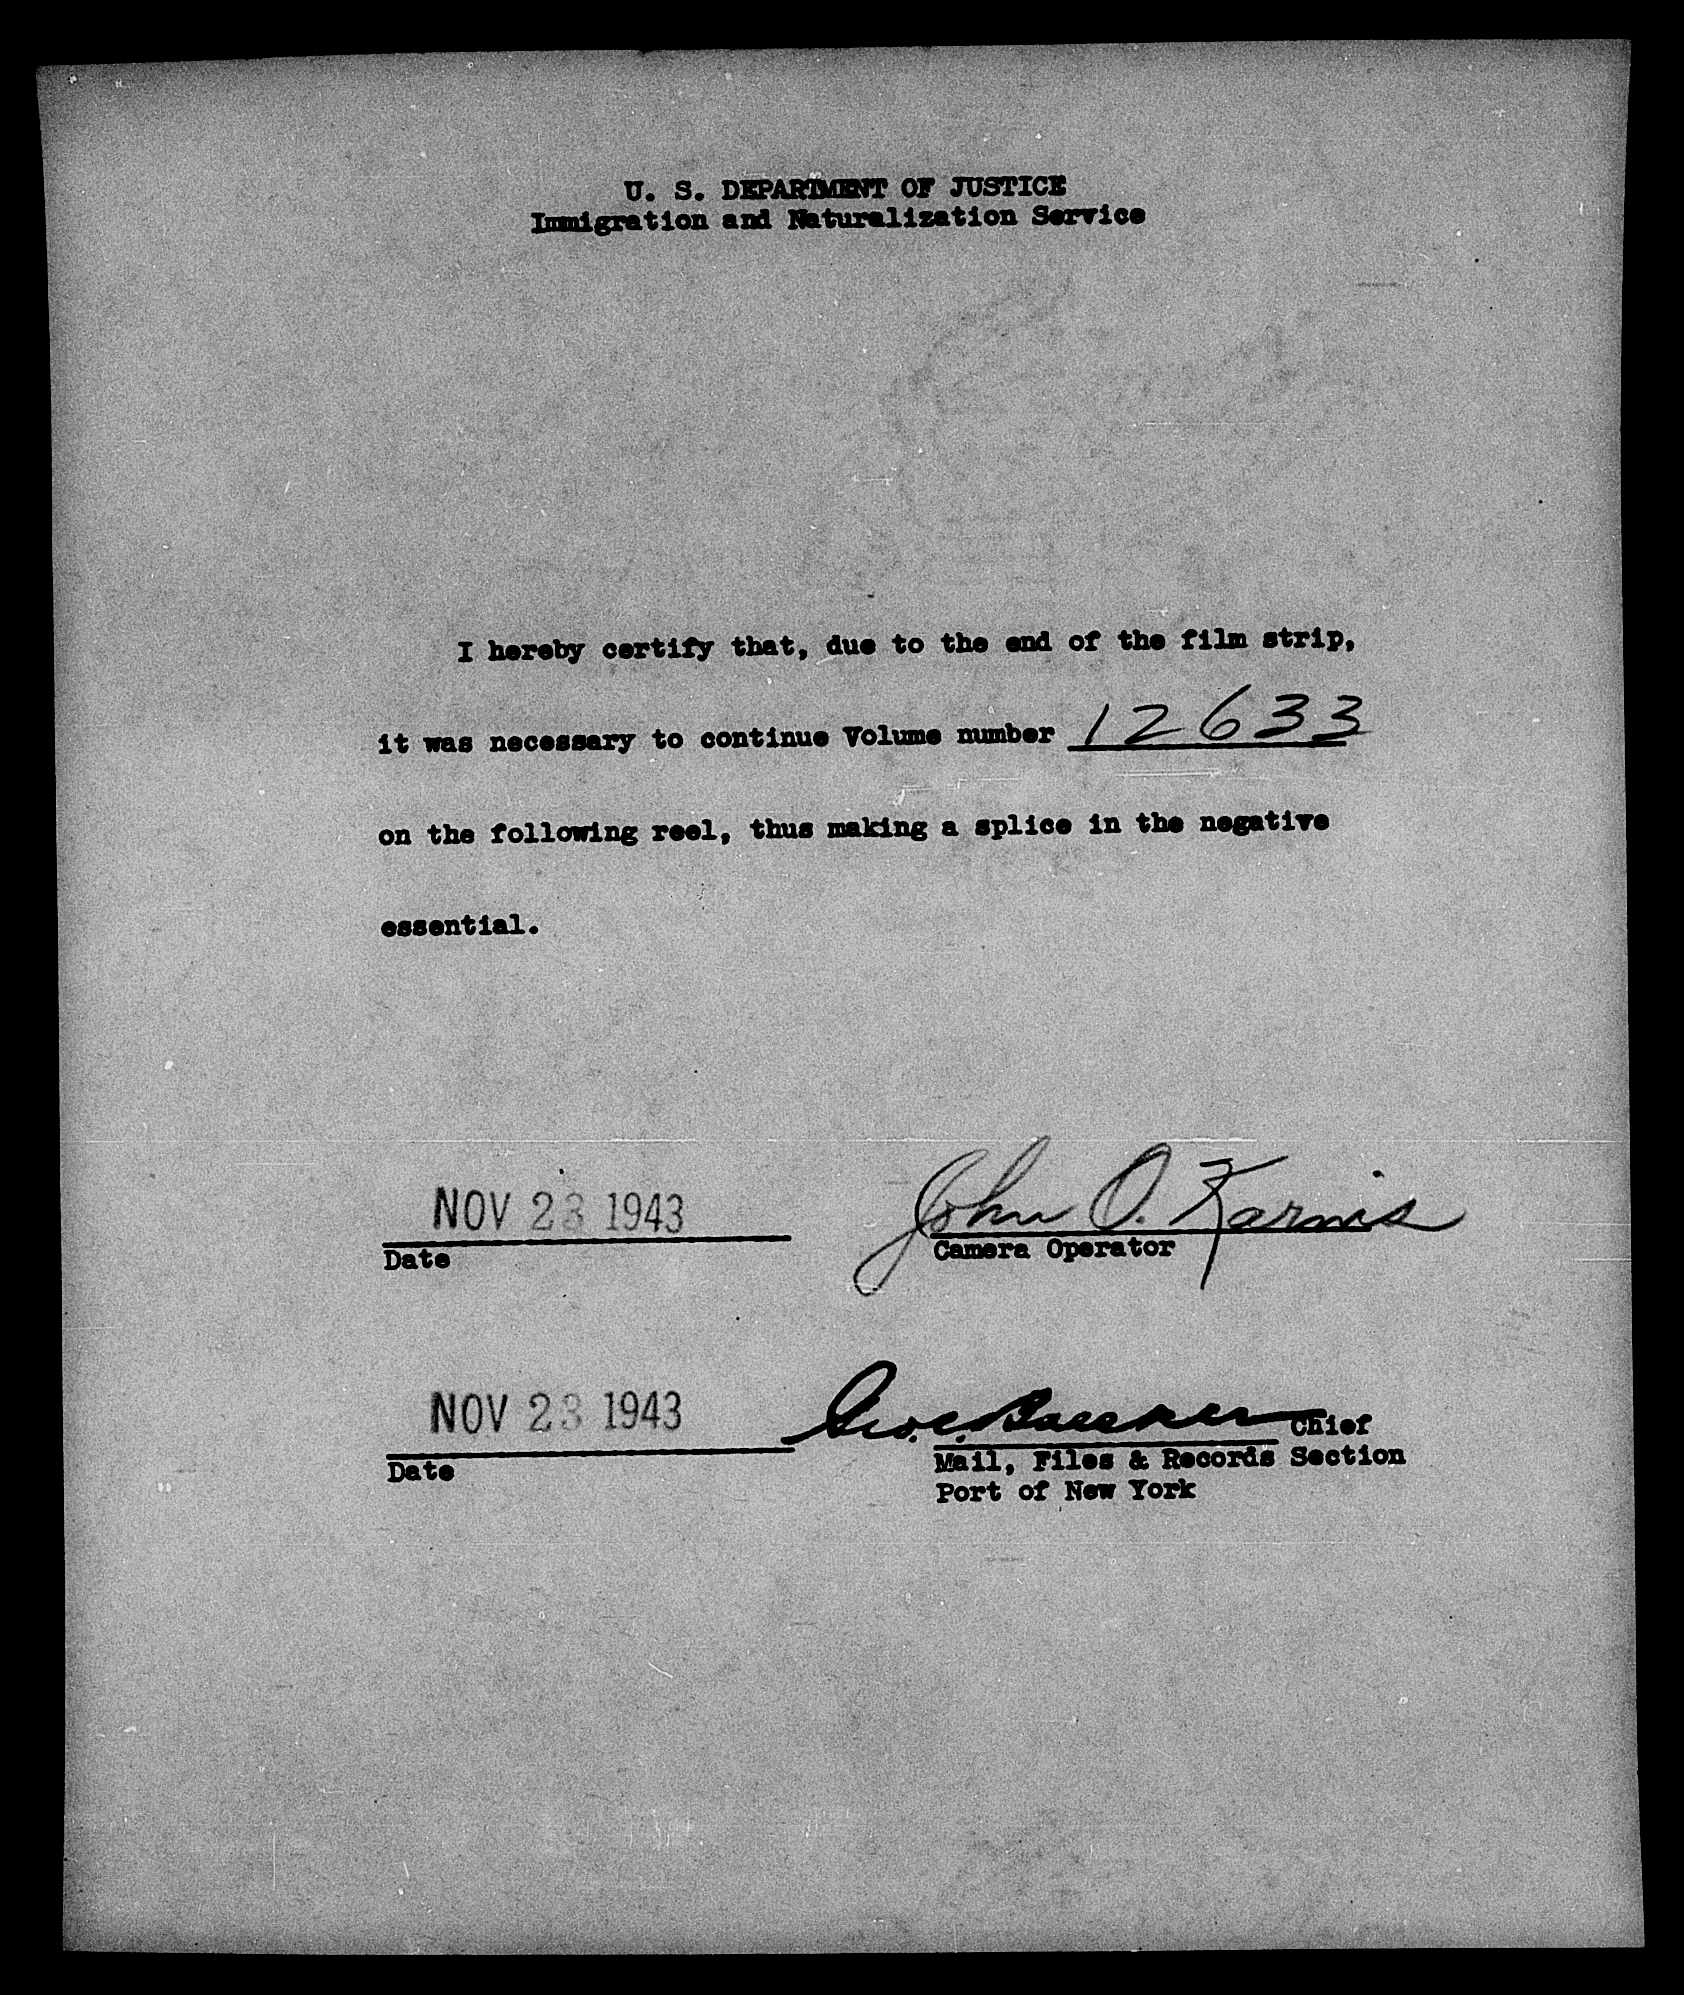 U. S. DEPARTMENT OF JUSTICE
Immigration and Naturalization Service
I hereby certify that, due to the end of the film strip,
it was necessary to continue Volume number 12633
on the following reel, thus making a splice in the negative
essential.
NOV 23 1943 John O. Karnis
Date Camera Operator
NOV 23 1943 Geo. C. Chief
Date Mail, Files & Records Section
Port of New York